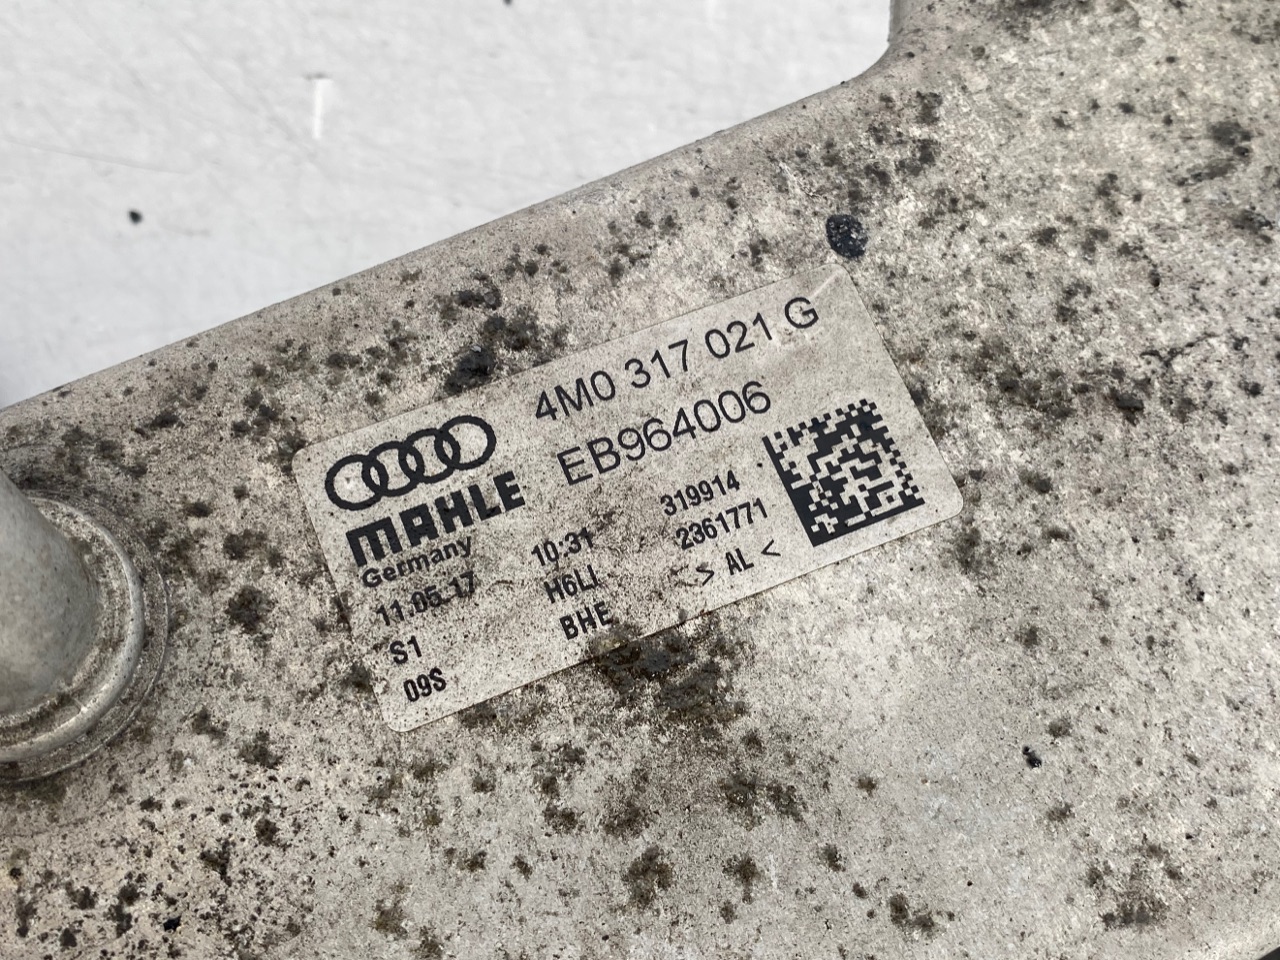 4M0 317 021 G
EB964006
MAHLE
Germany
11.05.17 10:31 319914
S1 H6LI 2361771
09S BHE > AL <